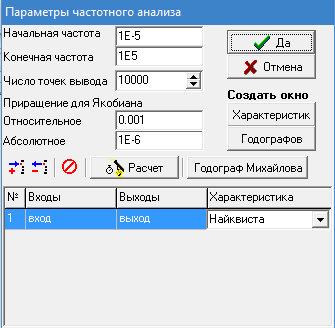 Параметры частотного анализа
Начальная частота 1E-5
Да
Конечная частота 1E5
Отмена
Число точек вывода 10000
Создать окно
Приращение для Якобиана
Характеристик
Относительное 0.001
Годографов
Абсолютное 1E-6
Расчет
Годограф Михайлова
№ Входы Выходы Характеристика
1 вход выход Найквиста